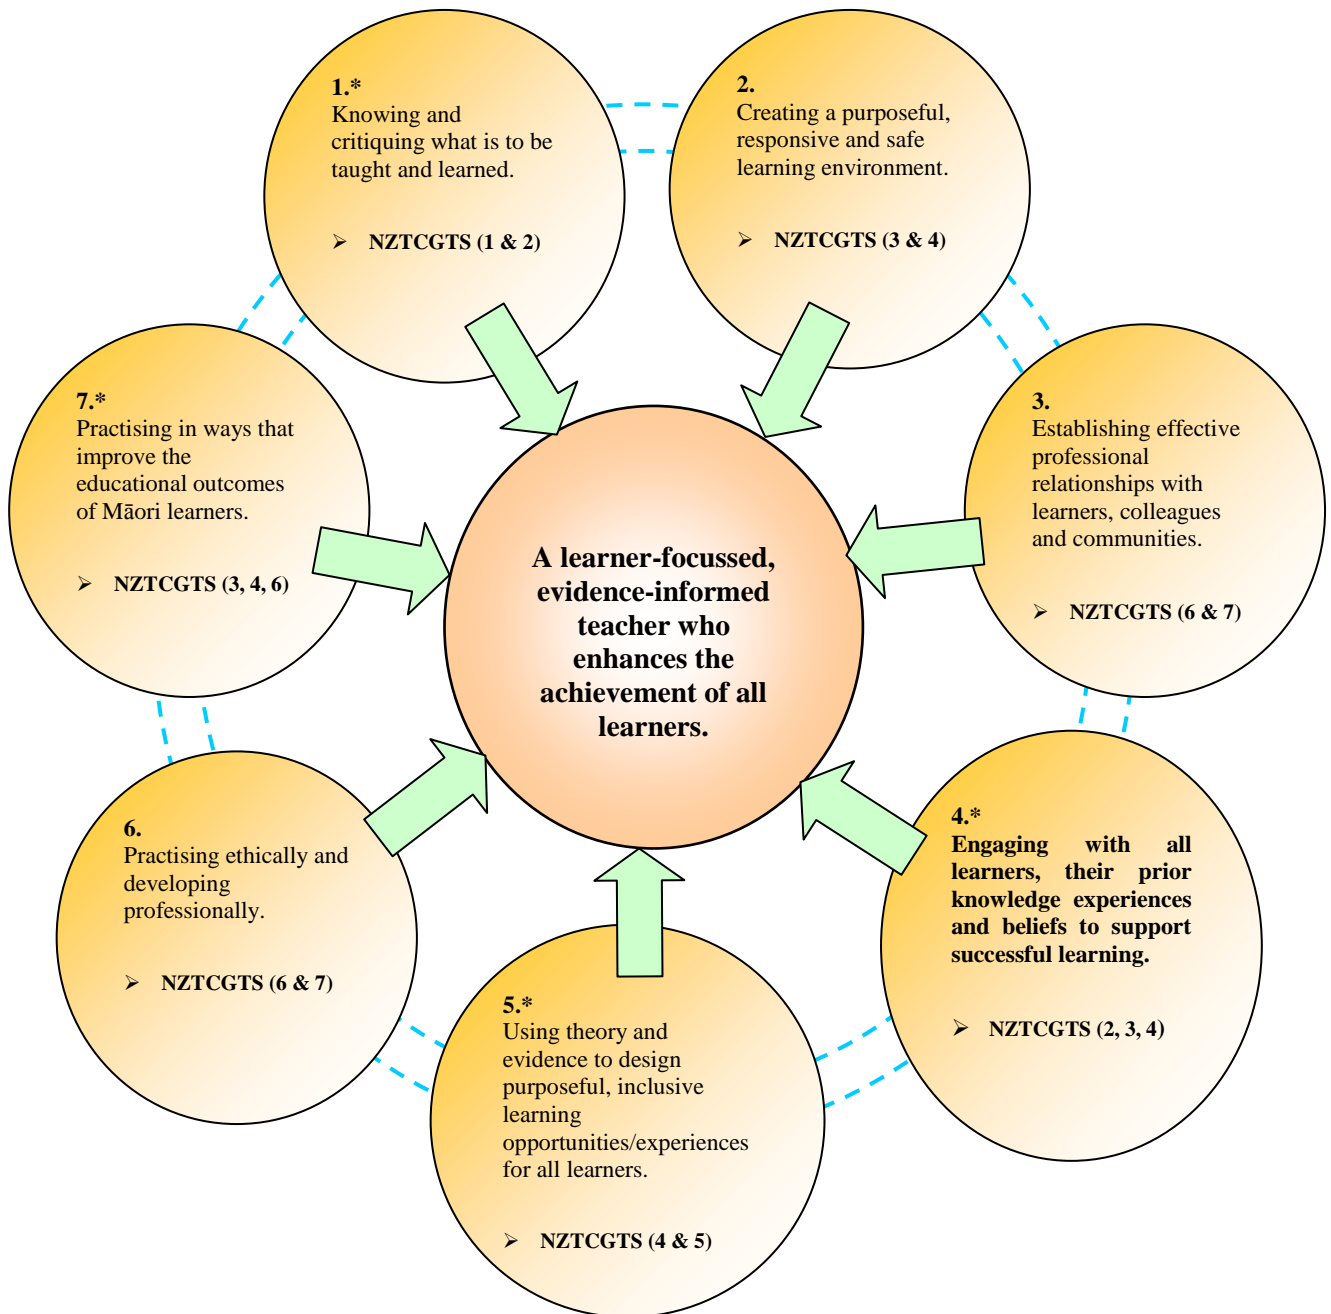 1.*
Knowing and
critiquing what is to be
taught and learned.
➢ NZTCGTS (1 & 2)
2.
Creating a purposeful,
responsive and safe
learning environment.
➢ NZTCGTS (3 & 4)
3.
Establishing effective
professional
relationships with
learners, colleagues
and communities.
➢ NZTCGTS (6 & 7)
4.*
Engaging with all
learners, their prior
knowledge experiences
and beliefs to support
successful learning.
➢ NZTCGTS (2, 3, 4)
5.*
Using theory and
evidence to design
purposeful, inclusive
learning
opportunities/experiences
for all learners.
➢ NZTCGTS (4 & 5)
6.
Practising ethically and
developing
professionally.
➢ NZTCGTS (6 & 7)
7.*
Practising in ways that
improve the
educational outcomes
of Māori learners.
➢ NZTCGTS (3, 4, 6)
A learner-focussed,
evidence-informed
teacher who
enhances the
achievement of all
learners.